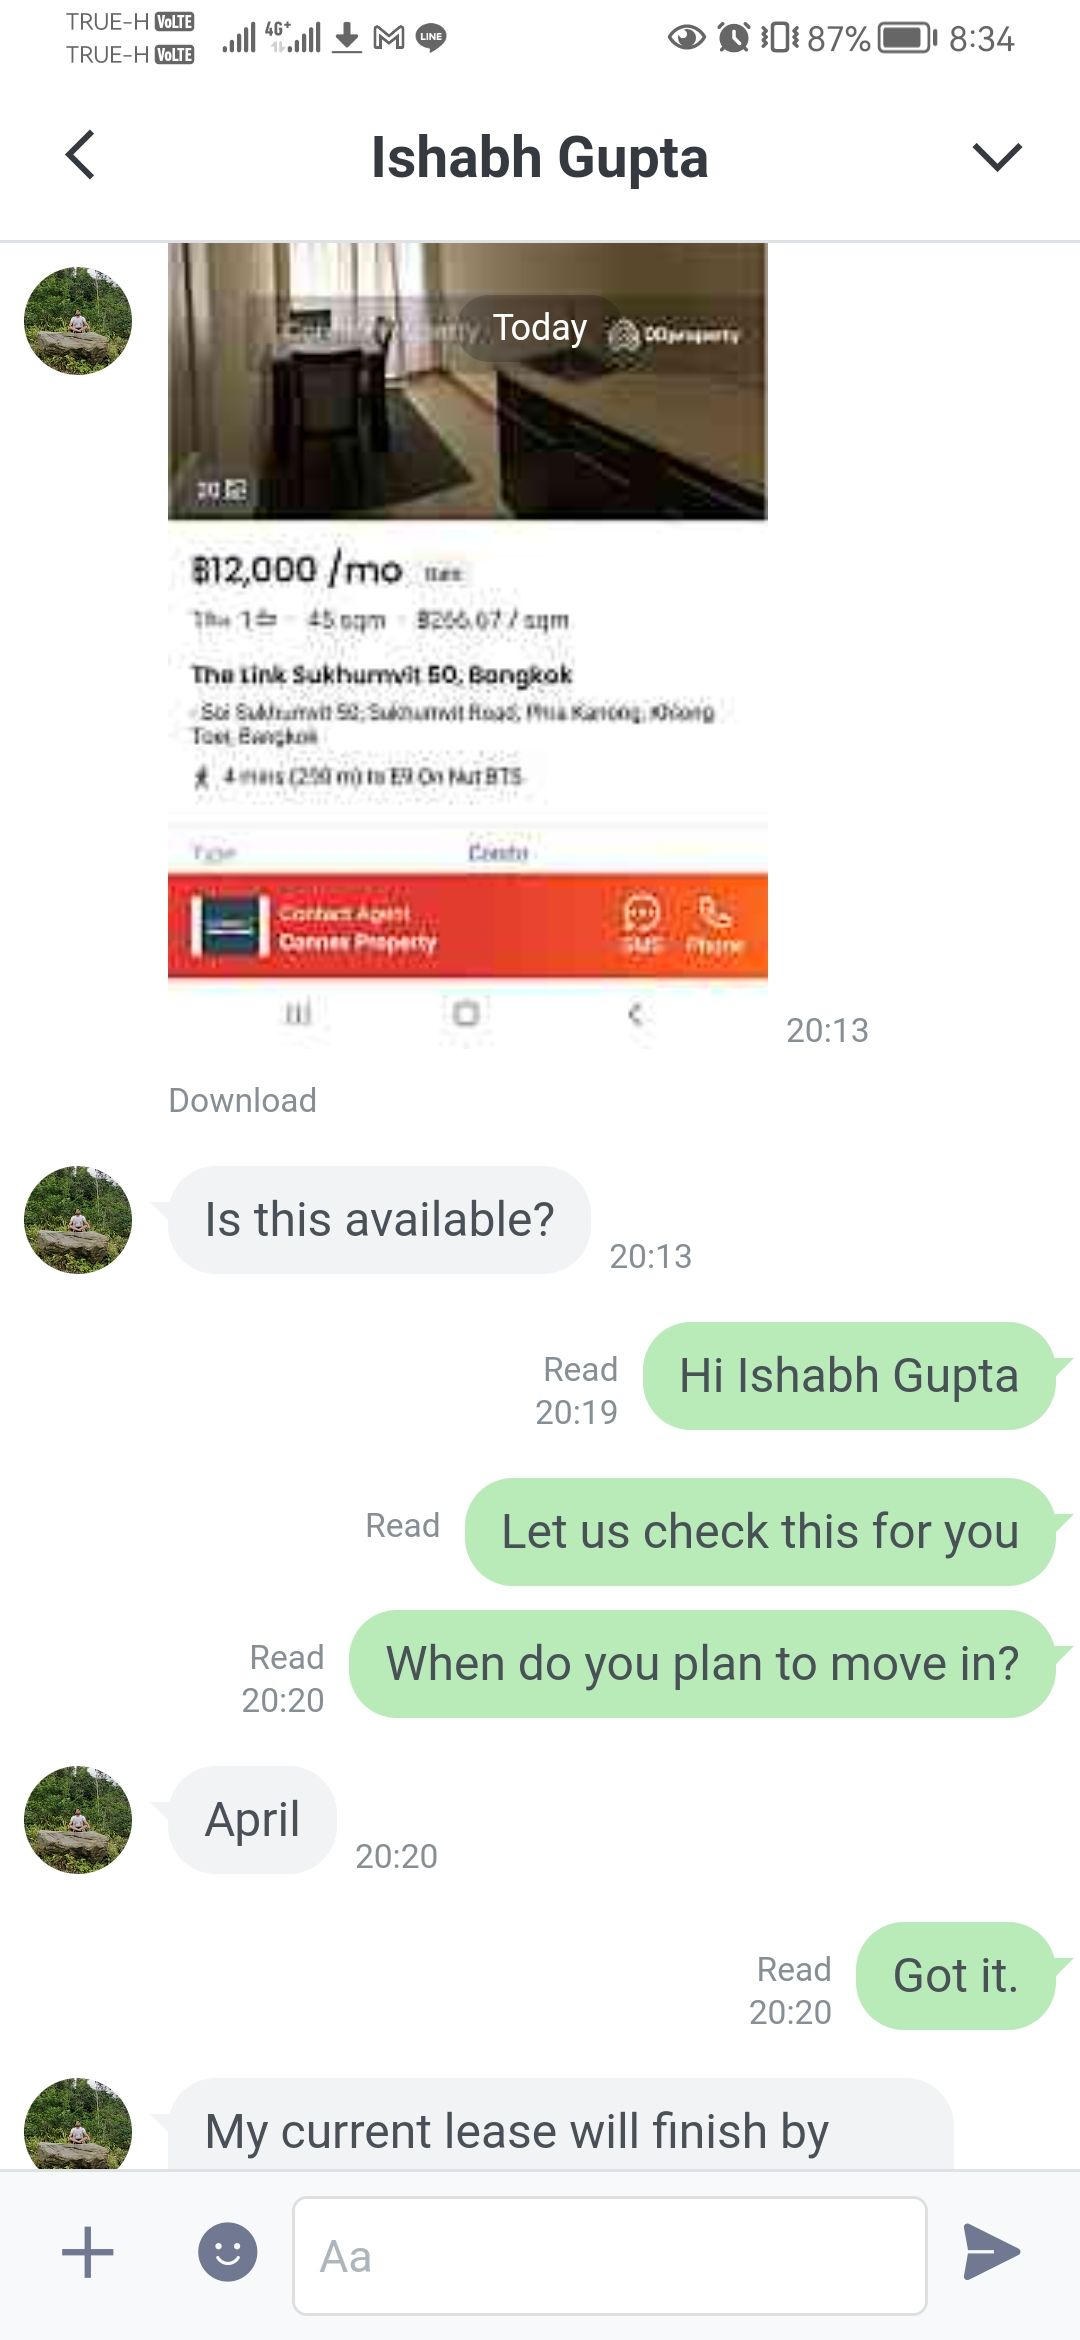 TRUE-H VoLTE
TRUE-H VoLTE
4G+
LINE
87%
8:34
Ishabh Gupta
Today
DDproperty
20
฿12,000 /mo
45 sqm · ฿266.67 / sqm
The Link Sukhumvit 50, Bangkok
- Soi Sukhumvit 50, Sukhumvit Road, Phra Kanong, Khlong
Toei, Bangkok
4 mins (250 m) to E9 On Nut BTS
Type Condo
Contact Agent
Connex Property
SMS Phone
20:13
Download
Is this available?
20:13
Read
20:19
Hi Ishabh Gupta
Read
Let us check this for you
Read
20:20
When do you plan to move in?
April
20:20
Read
20:20
Got it.
My current lease will finish by
Aa